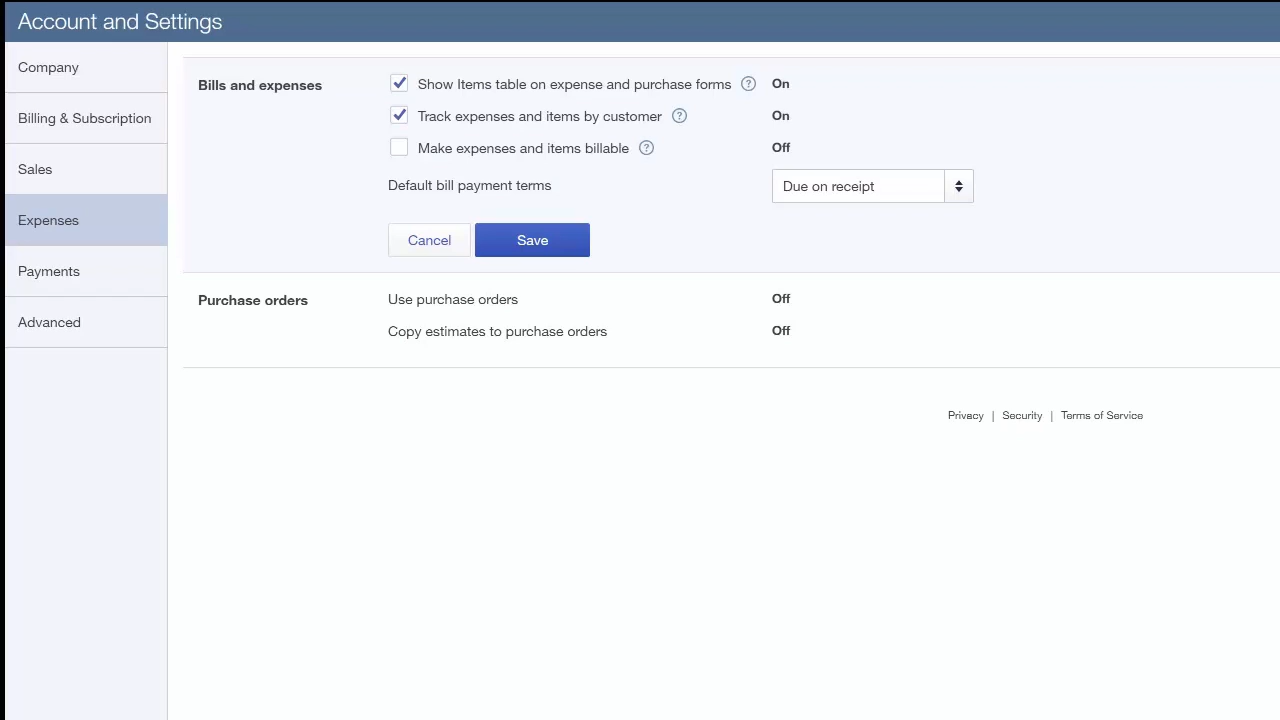 Account and Settings
Company
Billing & Subscription
Sales
Expenses
Payments
Advanced
Bills and expenses
Show Items table on expense and purchase forms ? On
Track expenses and items by customer ? On
Make expenses and items billable ? Off
Default bill payment terms Due on receipt
Cancel Save
Purchase orders
Use purchase orders Off
Copy estimates to purchase orders Off
Privacy | Security | Terms of Service